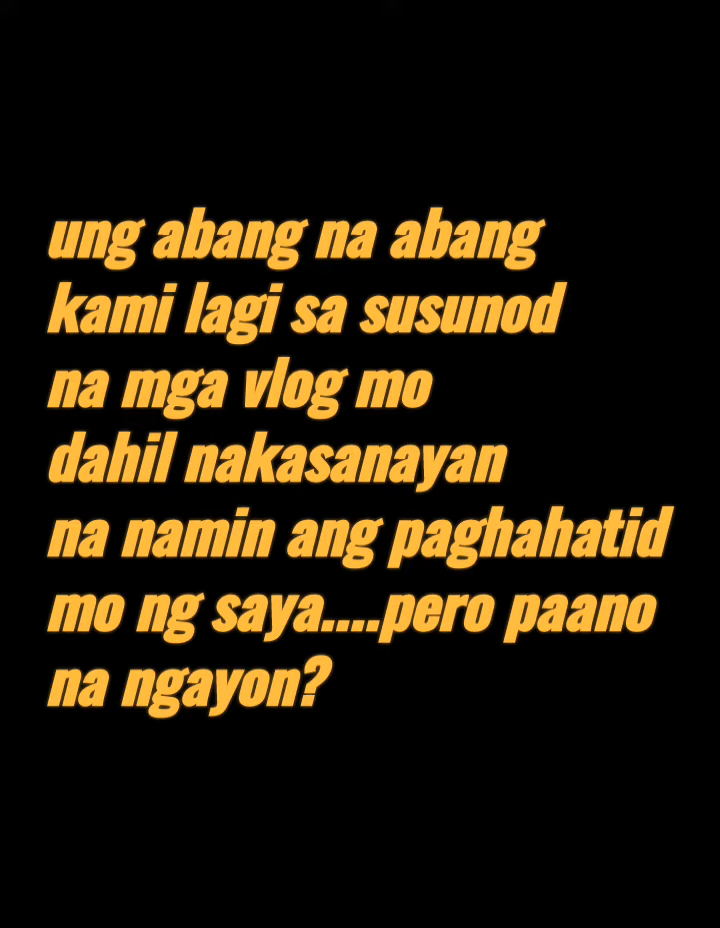 ung abang na abang
kami lagi sa susunod
na mga vlog mo
dahil nakasanayan
na namin ang paghahatid
mo ng saya....pero paano
na ngayon?